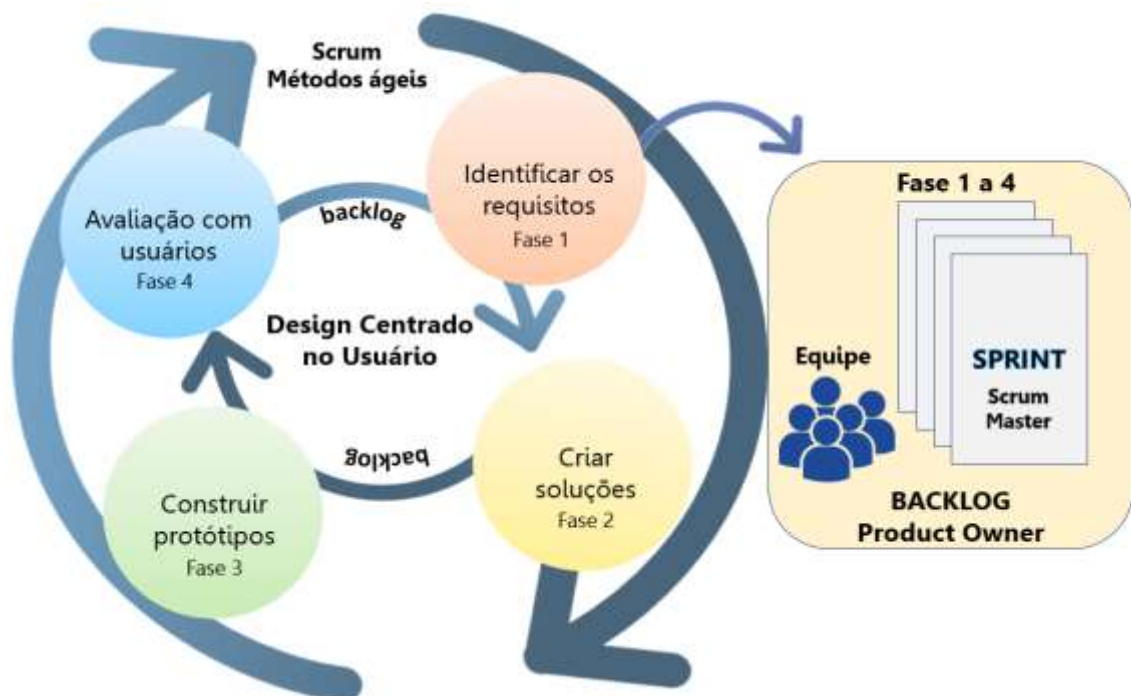 Scrum
Métodos ágeis
Identificar os
requisitos
Fase 1
backlog
Avaliação com
usuários
Fase 4
Design Centrado
no Usuário
backlog
Criar
soluções
Fase 2
Construir
protótipos
Fase 3
Fase 1 a 4
Equipe
SPRINT
Scrum
Master
BACKLOG
Product Owner